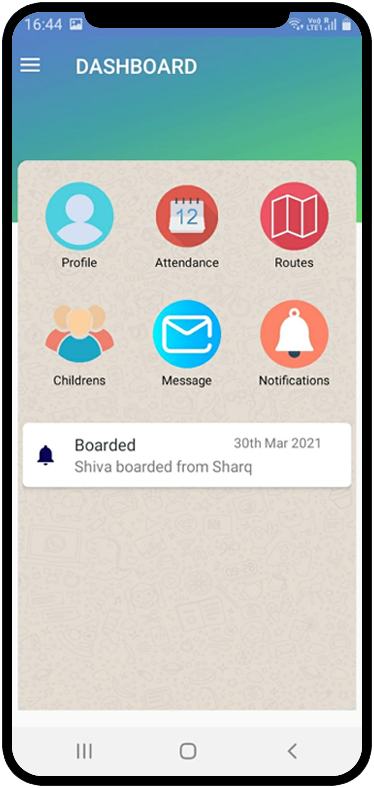 16:44
Vo) R
LTE1
DASHBOARD
12
Profile
Attendance
Routes
Childrens
Message
Notifications
Boarded
30th Mar 2021
Shiva boarded from Sharq